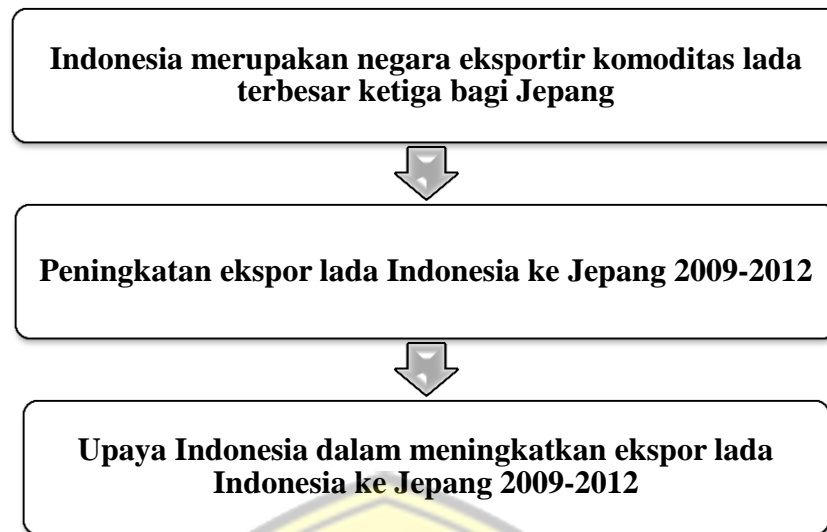 Indonesia merupakan negara eksportir komoditas lada
terbesar ketiga bagi Jepang
Peningkatan ekspor lada Indonesia ke Jepang 2009-2012
Upaya Indonesia dalam meningkatkan ekspor lada
Indonesia ke Jepang 2009-2012